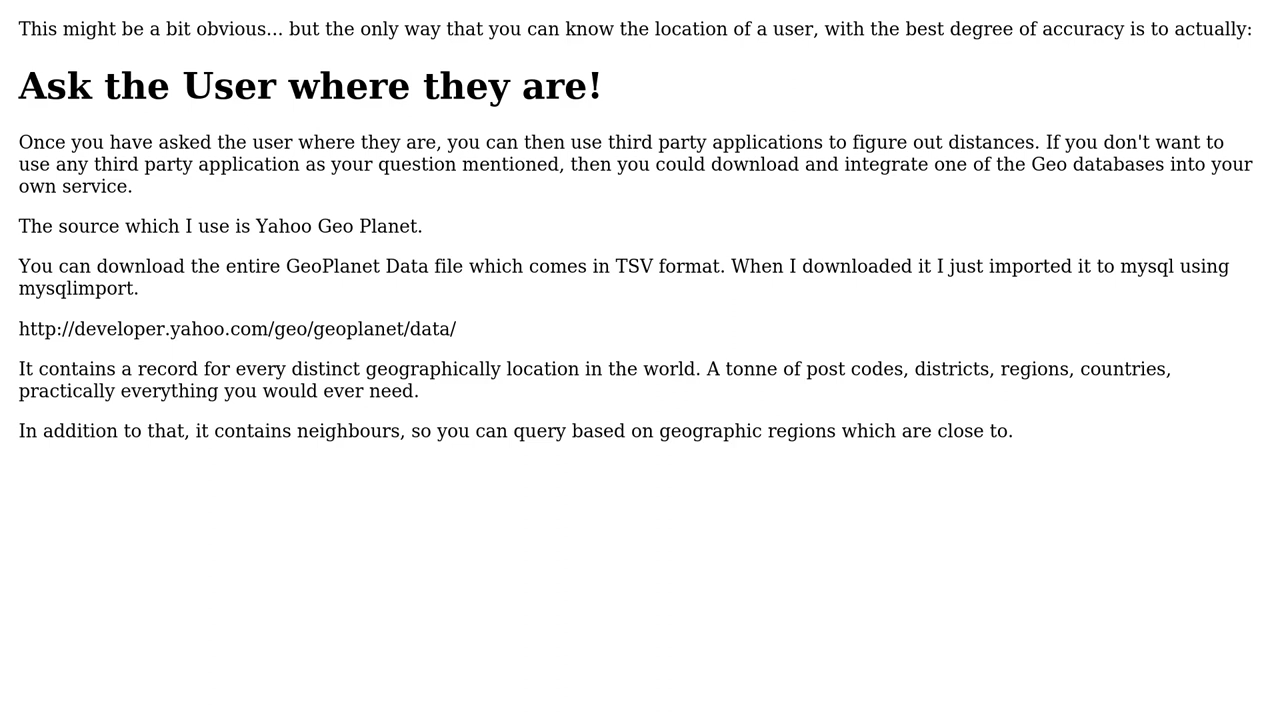 This might be a bit obvious... but the only way that you can know the location of a user, with the best degree of accuracy is to actually:
Ask the User where they are!
Once you have asked the user where they are, you can then use third party applications to figure out distances. If you don't want to
use any third party application as your question mentioned, then you could download and integrate one of the Geo databases into your
own service.
The source which I use is Yahoo Geo Planet.
You can download the entire GeoPlanet Data file which comes in TSV format. When I downloaded it I just imported it to mysql using
mysqlimport.
http://developer.yahoo.com/geo/geoplanet/data/
It contains a record for every distinct geographically location in the world. A tonne of post codes, districts, regions, countries,
practically everything you would ever need.
In addition to that, it contains neighbours, so you can query based on geographic regions which are close to.